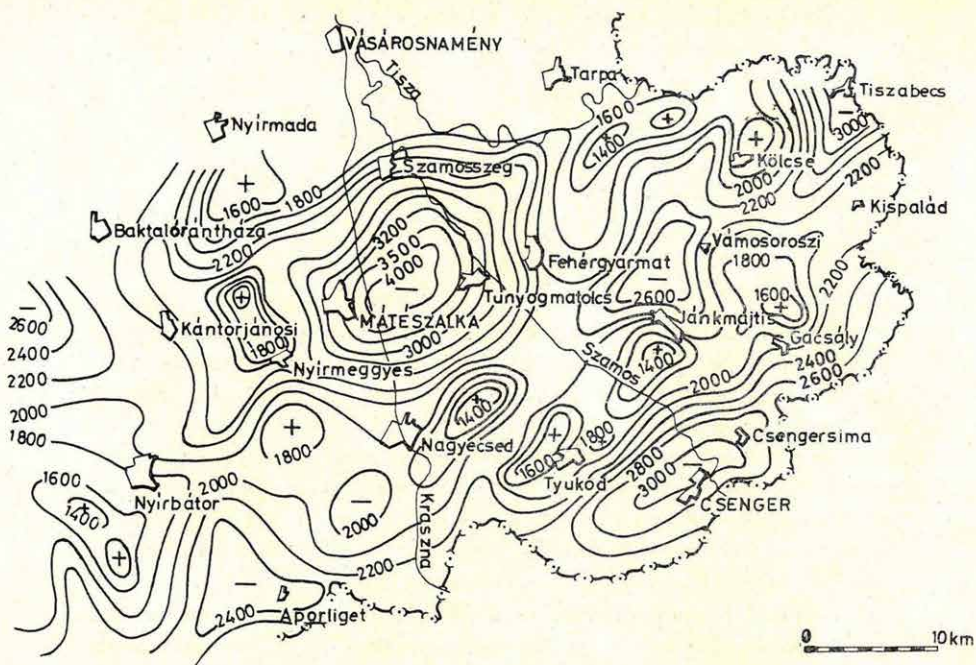 VÁSÁROSNAMÉNY
Tisza
Tarpa
Tiszabecs
Nyírmada
1600
1400
3000
Kölcse
Szamosszeg
2000
2200
2200
Kispalád
1600
1800
Baktalórántháza
2200
3200
3500
4000
Fehérgyarmat
Vámosoroszi
1800
2200
2600
Tunyogmatolcs
2600
1600
MÁTÉSZALKA
Jánkmajtis
Kántorjánosi
2400
1800
3000
Gacsály
Nyírmeggyes
Szamos
1400
2200
2000
2400
2600
2000
1400
1800
1800
Nagyecsed
1800
Csengersima
1600
Tyukod
2800
3000
1600
Nyírbátor
2000
2000
CSENGER
1400
Kraszna
2200
2400
Aporliget
0 10km